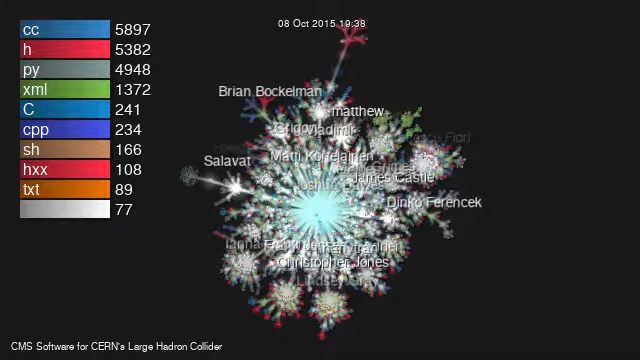 08 Oct 2015 19:38
cc 5897
h 5382
py 4948
xml 1372
C 241
cpp 234
sh 166
hxx 108
txt 89
77
Brian Bockelman
matthew
Vladimir
Matti Kortelainen
Salavat
James Castle
Dinko Ferencek
Christopher Jones
CMS Software for CERN's Large Hadron Collider